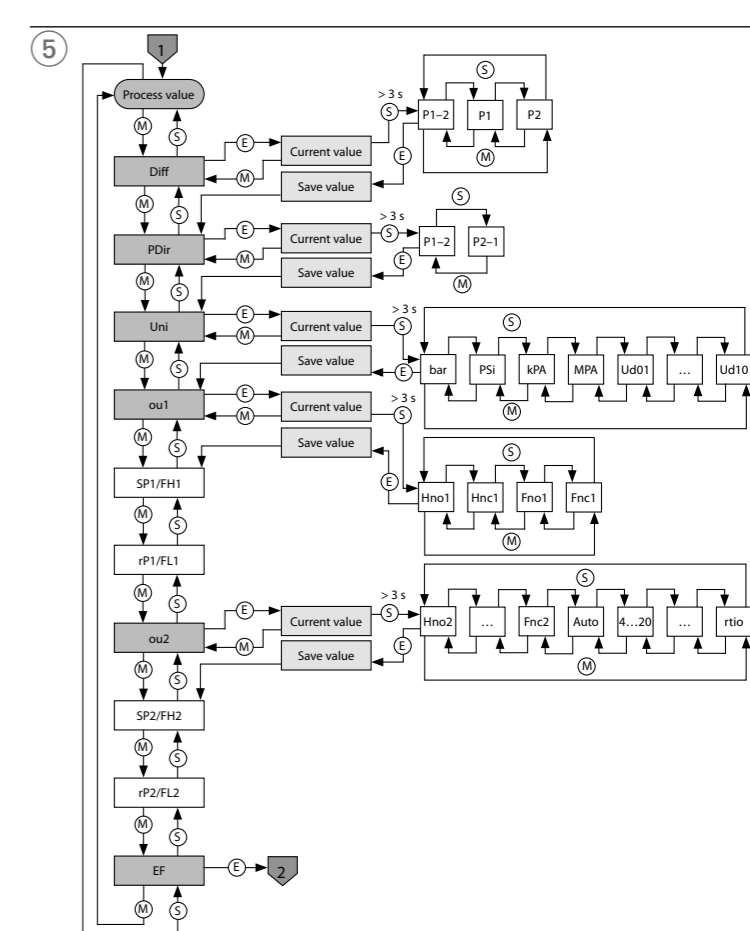 5
1
Process value
M
S
Diff
E
Current value
M
Save value
> 3 s
S
E
P1–2
P1
P2
S
M
M
S
PDir
E
Current value
M
Save value
> 3 s
S
E
P1–2
P2–1
S
M
M
S
Uni
E
Current value
M
Save value
> 3 s
S
E
bar
PSi
kPA
MPA
Ud01
…
Ud10
S
M
M
S
ou1
E
Current value
M
Save value
> 3 s
S
E
Hno1
Hnc1
Fno1
Fnc1
S
M
M
S
SP1/FH1
M
S
rP1/FL1
M
S
ou2
E
Current value
M
Save value
> 3 s
S
E
Hno2
…
Fnc2
Auto
4…20
…
rtio
S
M
M
S
SP2/FH2
M
S
rP2/FL2
M
S
EF
E
2
M
S